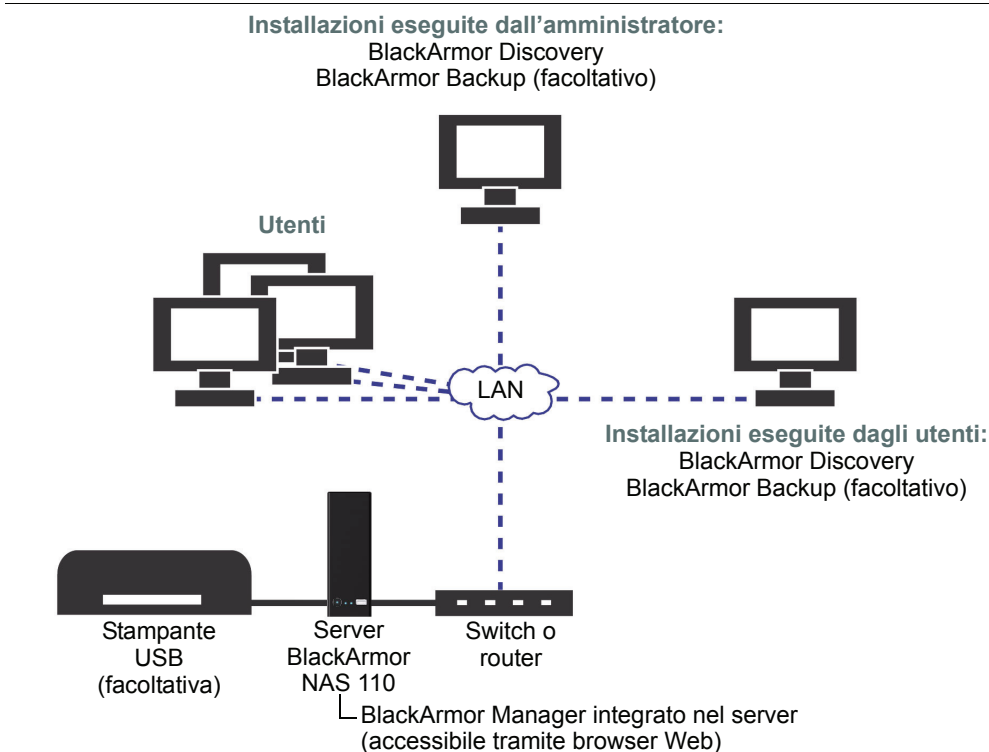 Installazioni eseguite dall’amministratore:
BlackArmor Discovery
BlackArmor Backup (facoltativo)
Utenti
LAN
Installazioni eseguite dagli utenti:
BlackArmor Discovery
BlackArmor Backup (facoltativo)
Stampante
USB
(facoltativa)
Server
BlackArmor
NAS 110
Switch o
router
BlackArmor Manager integrato nel server
(accessibile tramite browser Web)